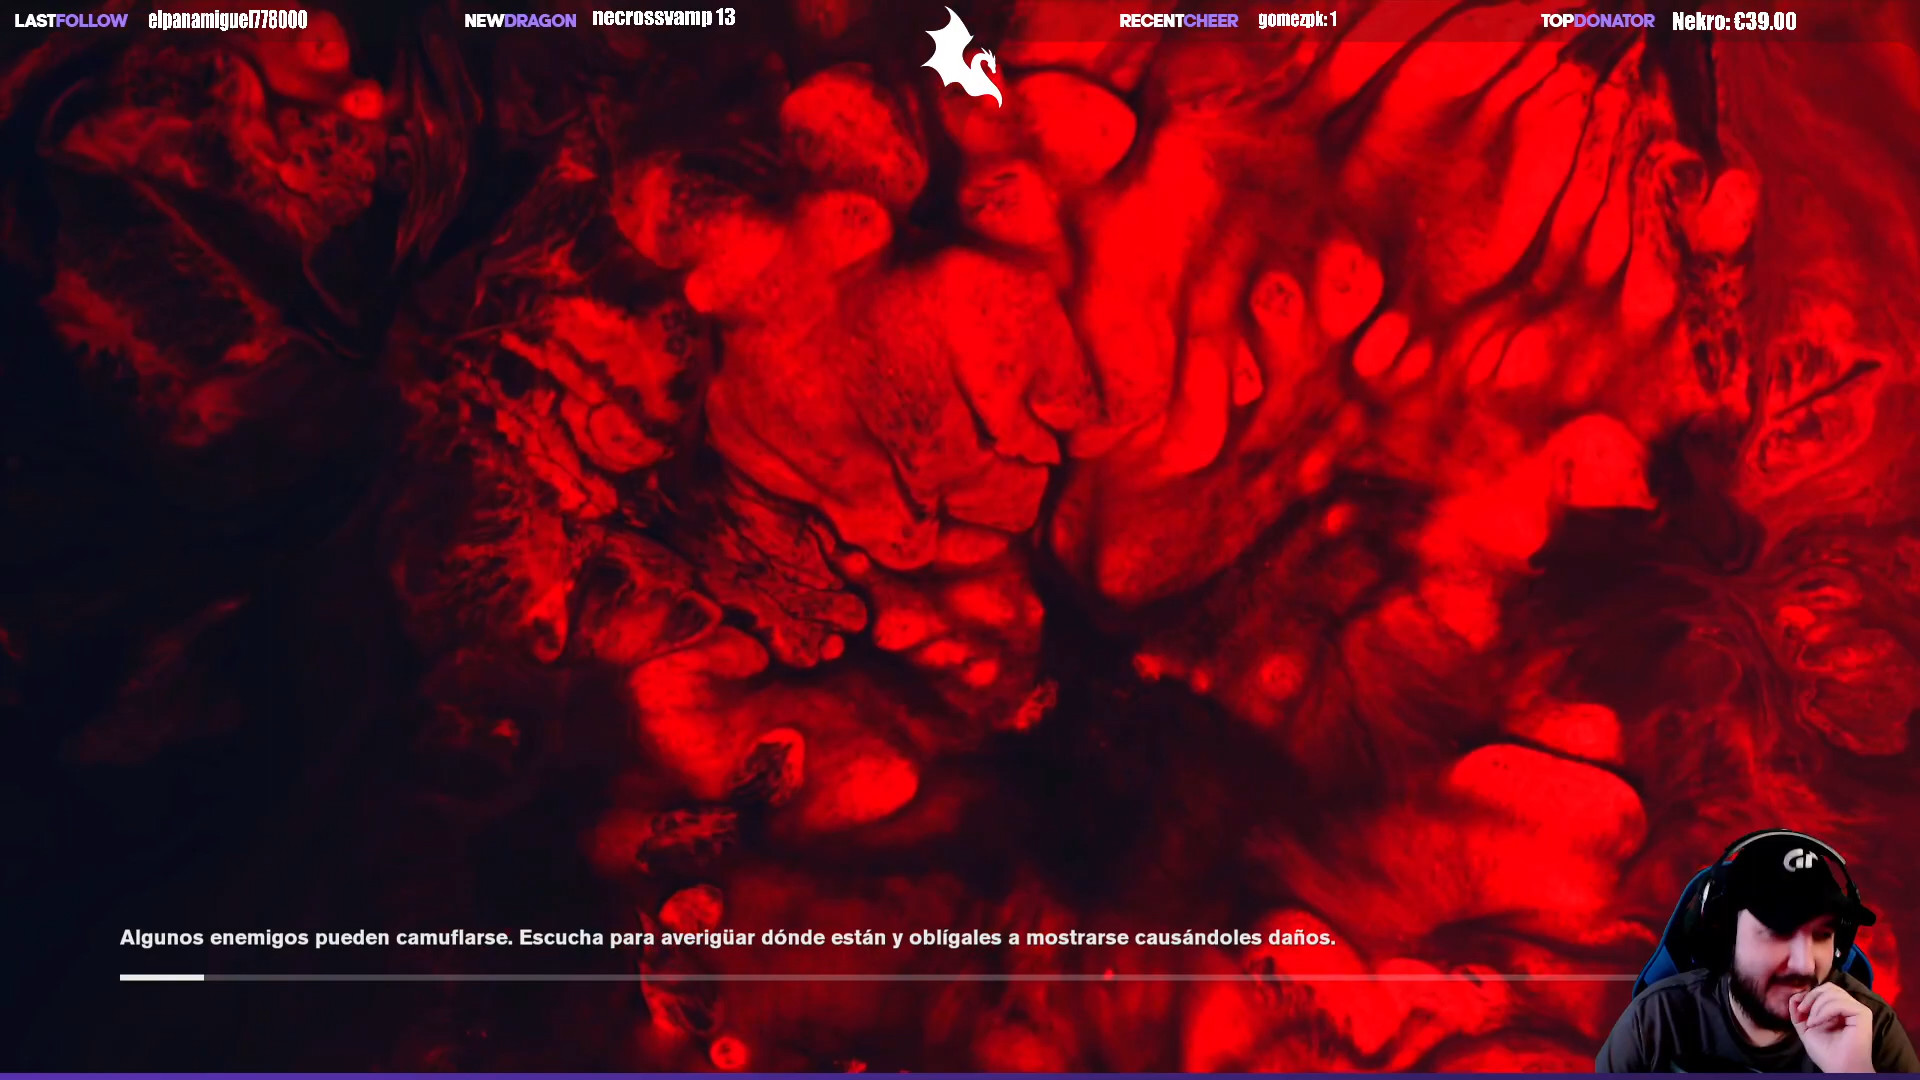 LASTFOLLOW elpanamiguel778000 NEWDRAGON necrossvamp 13 RECENTCHEER gomezpk: 1 TOPDONATOR Nekro: €39.00
Algunos enemigos pueden camuflarse. Escucha para averigüar dónde están y oblígales a mostrarse causándoles daños.